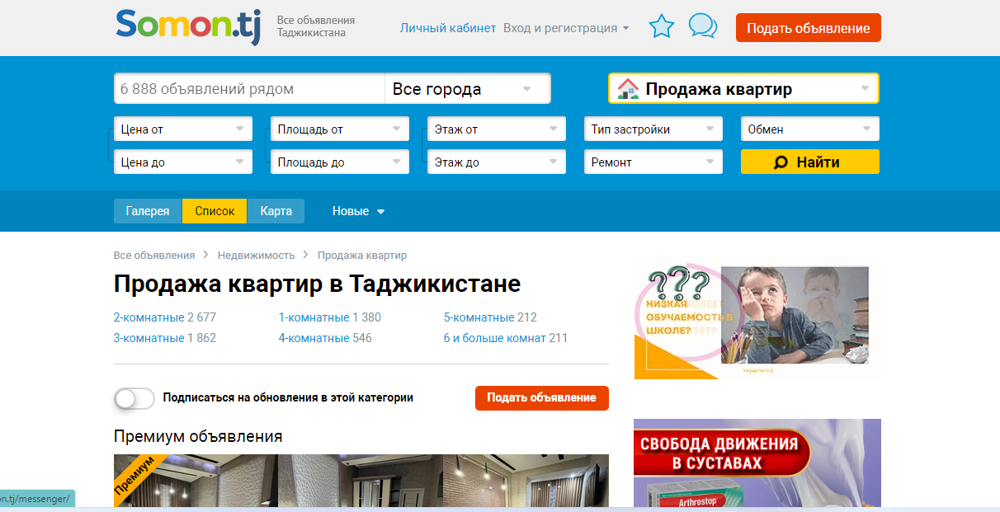 Somon.tj
Все объявления
Таджикистана
Личный кабинет Вход и регистрация
Подать объявление
6 888 объявлений рядом
Все города
Продажа квартир
Цена от
Площадь от
Этаж от
Тип застройки
Обмен
Цена до
Площадь до
Этаж до
Ремонт
Найти
Галерея
Список
Карта
Новые
Все объявления > Недвижимость > Продажа квартир
Продажа квартир в Таджикистане
2-комнатные 2 677
1-комнатные 1 380
5-комнатные 212
3-комнатные 1 862
4-комнатные 546
6 и больше комнат 211
Подписаться на обновления в этой категории
Подать объявление
Премиум объявления
Премиум
???
НИЗКАЯ
ОБУЧАЕМОСТЬ В
ШКОЛЕ?
Vegapharm.tj
СВОБОДА ДВИЖЕНИЯ
В СУСТАВАХ
Arthrostop
on.tj/messenger/